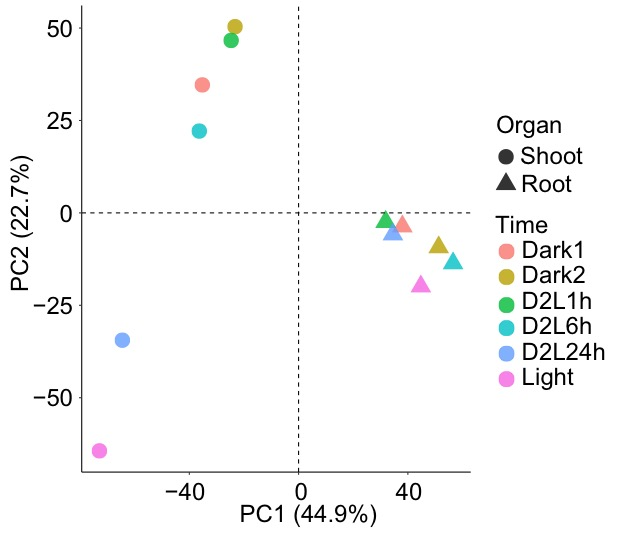 50
25
0
−25
−50
PC2 (22.7%)
−40
0
40
PC1 (44.9%)
Organ
Shoot
Root
Time
Dark1
Dark2
D2L1h
D2L6h
D2L24h
Light